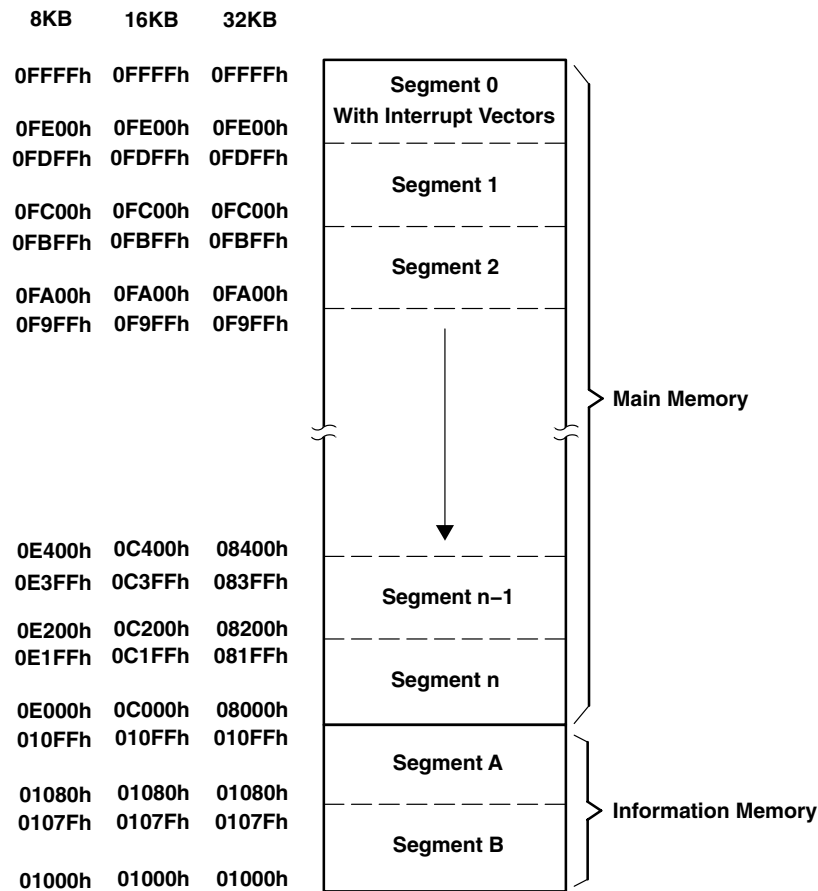 8KB 16KB 32KB
0FFFFh 0FFFFh 0FFFFh
Segment 0
With Interrupt Vectors
0FE00h 0FE00h 0FE00h
0FDFFh 0FDFFh 0FDFFh
Segment 1
0FC00h 0FC00h 0FC00h
0FBFFh 0FBFFh 0FBFFh
Segment 2
0FA00h 0FA00h 0FA00h
0F9FFh 0F9FFh 0F9FFh
Main Memory
0E400h 0C400h 08400h
0E3FFh 0C3FFh 083FFh
Segment n−1
0E200h 0C200h 08200h
0E1FFh 0C1FFh 081FFh
Segment n
0E000h 0C000h 08000h
010FFh 010FFh 010FFh
Segment A
01080h 01080h 01080h
Information Memory
0107Fh 0107Fh 0107Fh
Segment B
01000h 01000h 01000h